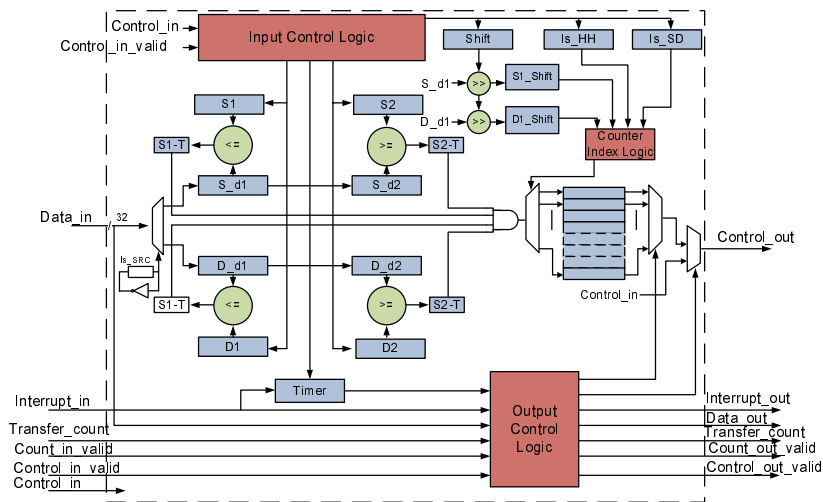 Control_in
Control_in_valid
Input Control Logic
Shift
Is_HH
Is_SD
S_d1
>>
S1_Shift
D_d1
>>
D1_Shift
Counter
Index Logic
S1
S2
S1-T
<=
>=
S2-T
S_d1
S_d2
Data_in
32
Is_SRC
D_d1
D_d2
S1-T
<=
>=
S2-T
D1
D2
Control_out
Control_in
Timer
Output
Control
Logic
Interrupt_in
Transfer_count
Count_in_valid
Control_in_valid
Control_in
Interrupt_out
Data_out
Transfer_count
Count_out_valid
Control_out_valid